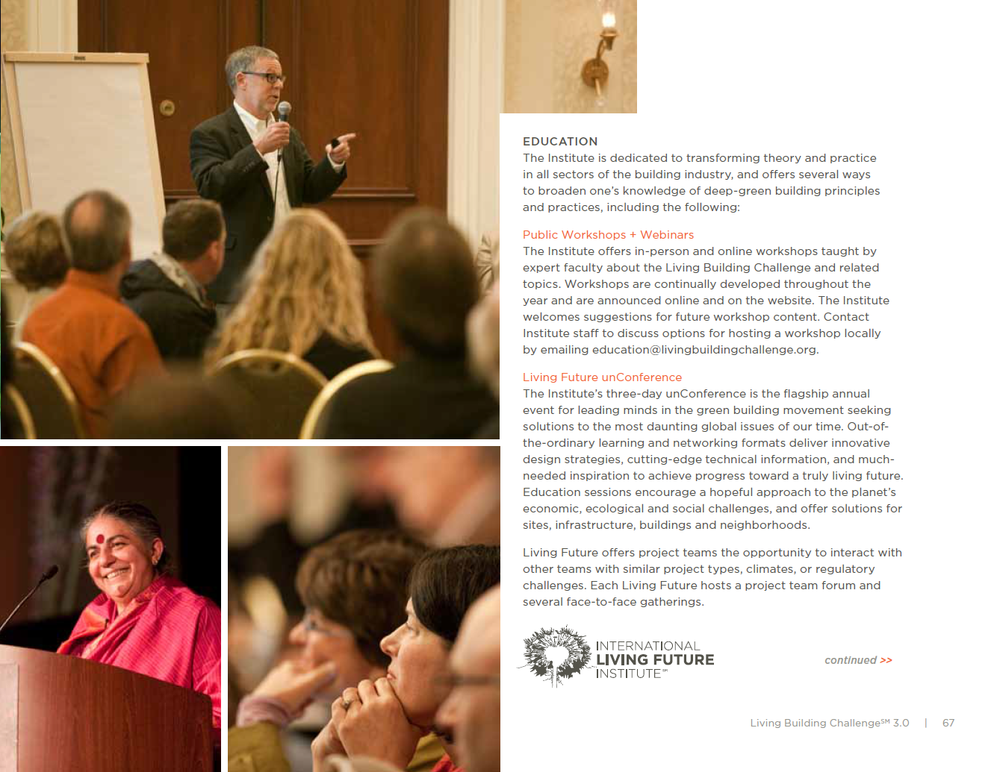 EDUCATION
The Institute is dedicated to transforming theory and practice
in all sectors of the building industry, and offers several ways
to broaden one’s knowledge of deep-green building principles
and practices, including the following:
Public Workshops + Webinars
The Institute offers in-person and online workshops taught by
expert faculty about the Living Building Challenge and related
topics. Workshops are continually developed throughout the
year and are announced online and on the website. The Institute
welcomes suggestions for future workshop content. Contact
Institute staff to discuss options for hosting a workshop locally
by emailing education@livingbuildingchallenge.org.
Living Future unConference
The Institute’s three-day unConference is the flagship annual
event for leading minds in the green building movement seeking
solutions to the most daunting global issues of our time. Out-of-
the-ordinary learning and networking formats deliver innovative
design strategies, cutting-edge technical information, and much-
needed inspiration to achieve progress toward a truly living future.
Education sessions encourage a hopeful approach to the planet’s
economic, ecological and social challenges, and offer solutions for
sites, infrastructure, buildings and neighborhoods.
Living Future offers project teams the opportunity to interact with
other teams with similar project types, climates, or regulatory
challenges. Each Living Future hosts a project team forum and
several face-to-face gatherings.
INTERNATIONAL
LIVING FUTURE
INSTITUTE℠
continued >>
Living Building Challenge℠ 3.0 | 67